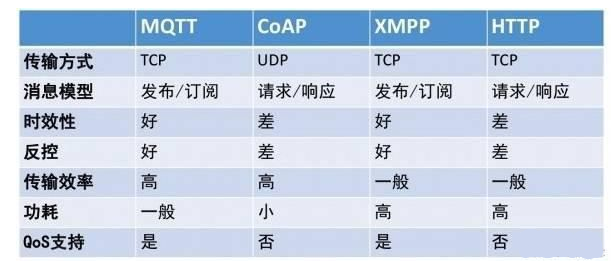 MQTT CoAP XMPP HTTP
传输方式 TCP UDP TCP TCP
消息模型 发布/订阅 请求/响应 发布/订阅 请求/响应
时效性 好 差 好 差
反控 好 差 好 差
传输效率 高 高 一般 一般
功耗 一般 小 高 高
QoS支持 是 否 是 否